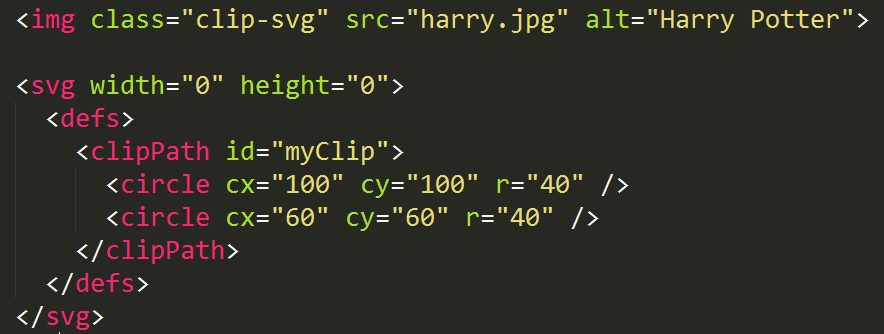 <img class="clip-svg" src="harry.jpg" alt="Harry Potter">
<svg width="0" height="0">
<defs>
<clipPath id="myClip">
<circle cx="100" cy="100" r="40" />
<circle cx="60" cy="60" r="40" />
</clipPath>
</defs>
</svg>